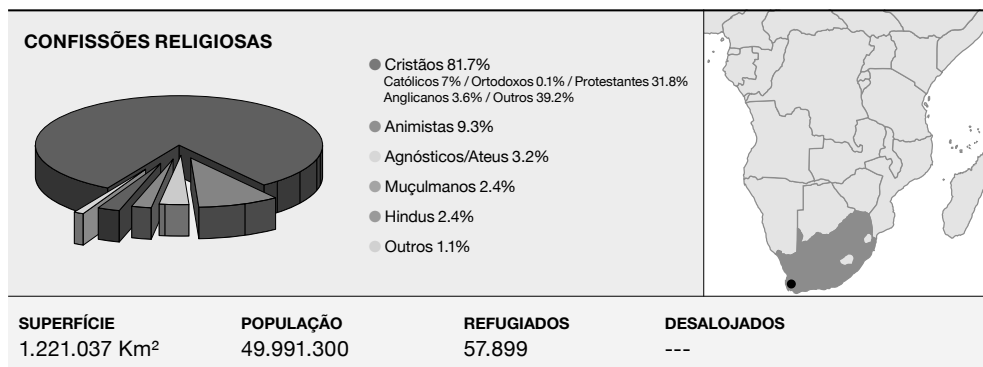 CONFISSÕES RELIGIOSAS
Cristãos 81.7%
Católicos 7% / Ortodoxos 0.1% / Protestantes 31.8%
Anglicanos 3.6% / Outros 39.2%
Animistas 9.3%
Agnósticos/Ateus 3.2%
Muçulmanos 2.4%
Hindus 2.4%
Outros 1.1%
SUPERFÍCIE POPULAÇÃO REFUGIADOS DESALOJADOS
1.221.037 Km² 49.991.300 57.899 ---